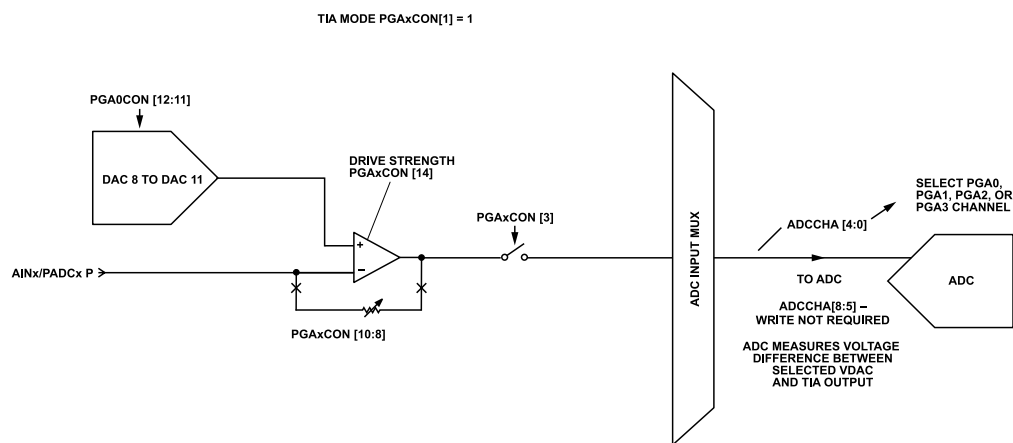 TIA MODE PGAxCON[1] = 1
PGA0CON [12:11]
DAC 8 TO DAC 11
DRIVE STRENGTH
PGAxCON [14]
+
−
AINx/PADCx P
PGAxCON [10:8]
PGAxCON [3]
ADC INPUT MUX
SELECT PGA0,
PGA1, PGA2, OR
PGA3 CHANNEL
ADCCHA [4:0]
TO ADC
ADC
ADCCHA[8:5] –
WRITE NOT REQUIRED
ADC MEASURES VOLTAGE
DIFFERENCE BETWEEN
SELECTED VDAC
AND TIA OUTPUT